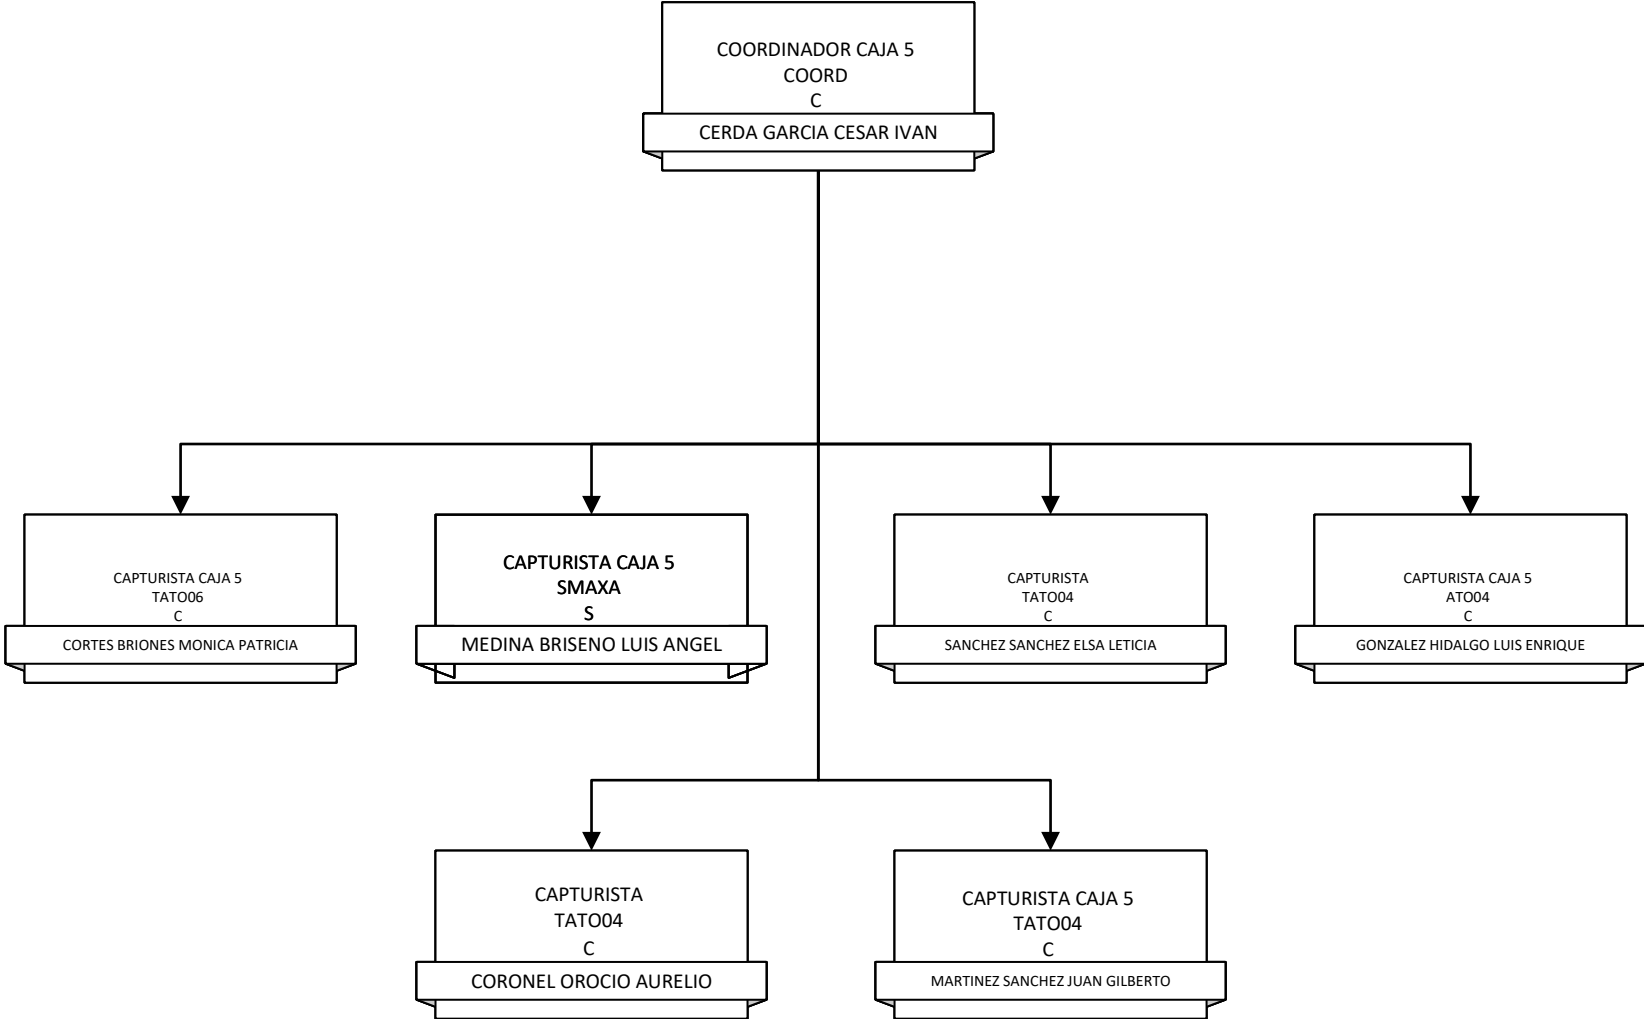 COORDINADOR CAJA 5
COORD
C
CERDA GARCIA CESAR IVAN
CAPTURISTA CAJA 5
TATO06
C
CORTES BRIONES MONICA PATRICIA
CAPTURISTA CAJA 5
SMAXA
S
MEDINA BRISENO LUIS ANGEL
CAPTURISTA
TATO04
C
SANCHEZ SANCHEZ ELSA LETICIA
CAPTURISTA CAJA 5
ATO04
C
GONZALEZ HIDALGO LUIS ENRIQUE
CAPTURISTA
TATO04
C
CORONEL OROCIO AURELIO
CAPTURISTA CAJA 5
TATO04
C
MARTINEZ SANCHEZ JUAN GILBERTO